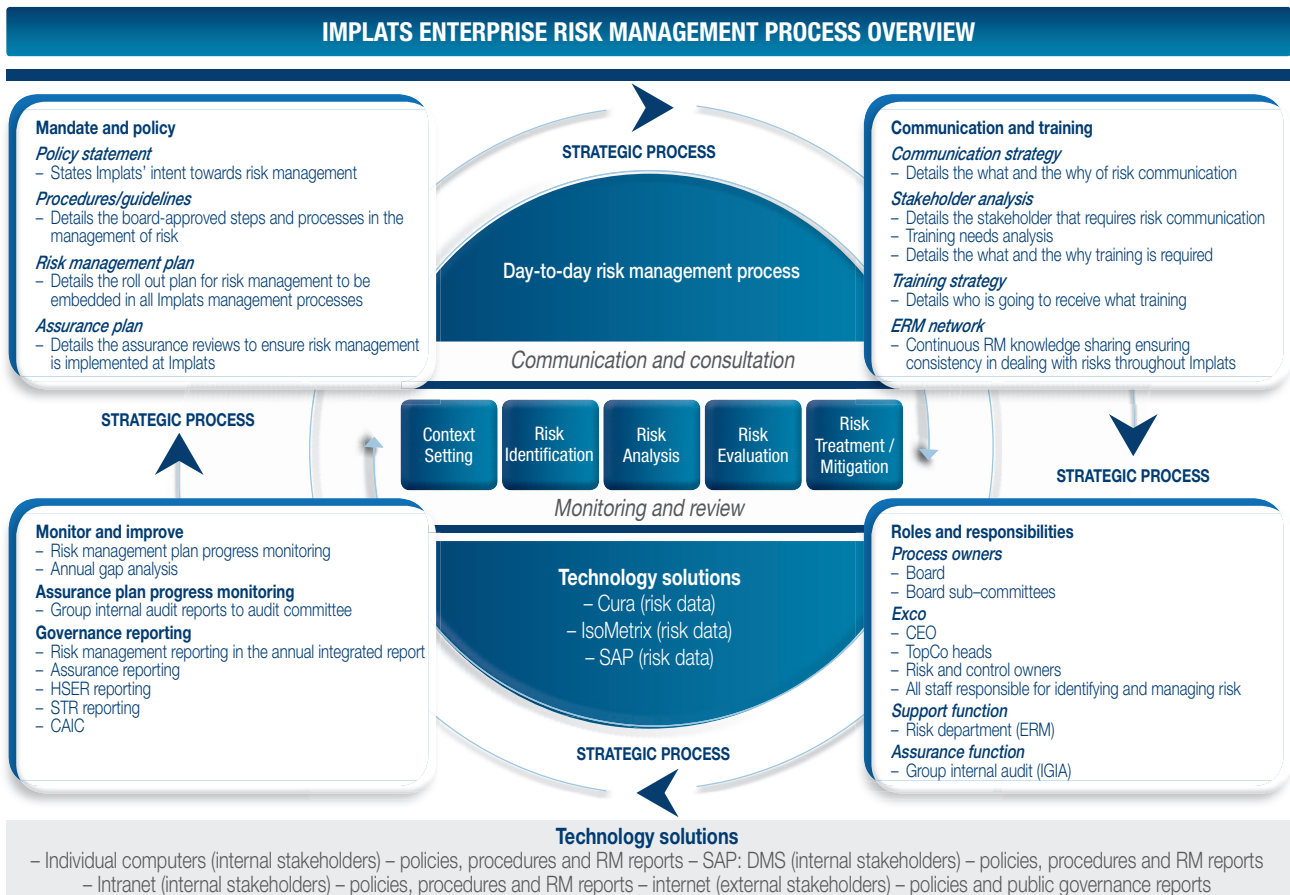 IMPLATS ENTERPRISE RISK MANAGEMENT PROCESS OVERVIEW
Mandate and policy
Policy statement
– States Implats' intent towards risk management
Procedures/guidelines
– Details the board-approved steps and processes in the
management of risk
Risk management plan
– Details the roll out plan for risk management to be
embedded in all Implats management processes
Assurance plan
– Details the assurance reviews to ensure risk management
is implemented at Implats
STRATEGIC PROCESS
Communication and training
Communication strategy
– Details the what and the why of risk communication
Stakeholder analysis
– Details the stakeholder that requires risk communication
– Training needs analysis
– Details the what and the why training is required
Training strategy
– Details who is going to receive what training
ERM network
– Continuous RM knowledge sharing ensuring
consistency in dealing with risks throughout Implats
Day-to-day risk management process
Communication and consultation
Context
Setting
Risk
Identification
Risk
Analysis
Risk
Evaluation
Risk
Treatment /
Mitigation
Monitoring and review
STRATEGIC PROCESS
STRATEGIC PROCESS
Monitor and improve
– Risk management plan progress monitoring
– Annual gap analysis
Assurance plan progress monitoring
– Group internal audit reports to audit committee
Governance reporting
– Risk management reporting in the annual integrated report
– Assurance reporting
– HSER reporting
– STR reporting
– CAIC
Technology solutions
– Cura (risk data)
– IsoMetrix (risk data)
– SAP (risk data)
STRATEGIC PROCESS
Roles and responsibilities
Process owners
– Board
– Board sub–committees
Exco
– CEO
– TopCo heads
– Risk and control owners
– All staff responsible for identifying and managing risk
Support function
– Risk department (ERM)
Assurance function
– Group internal audit (IGIA)
Technology solutions
– Individual computers (internal stakeholders) – policies, procedures and RM reports – SAP: DMS (internal stakeholders) – policies, procedures and RM reports
– Intranet (internal stakeholders) – policies, procedures and RM reports – internet (external stakeholders) – policies and public governance reports